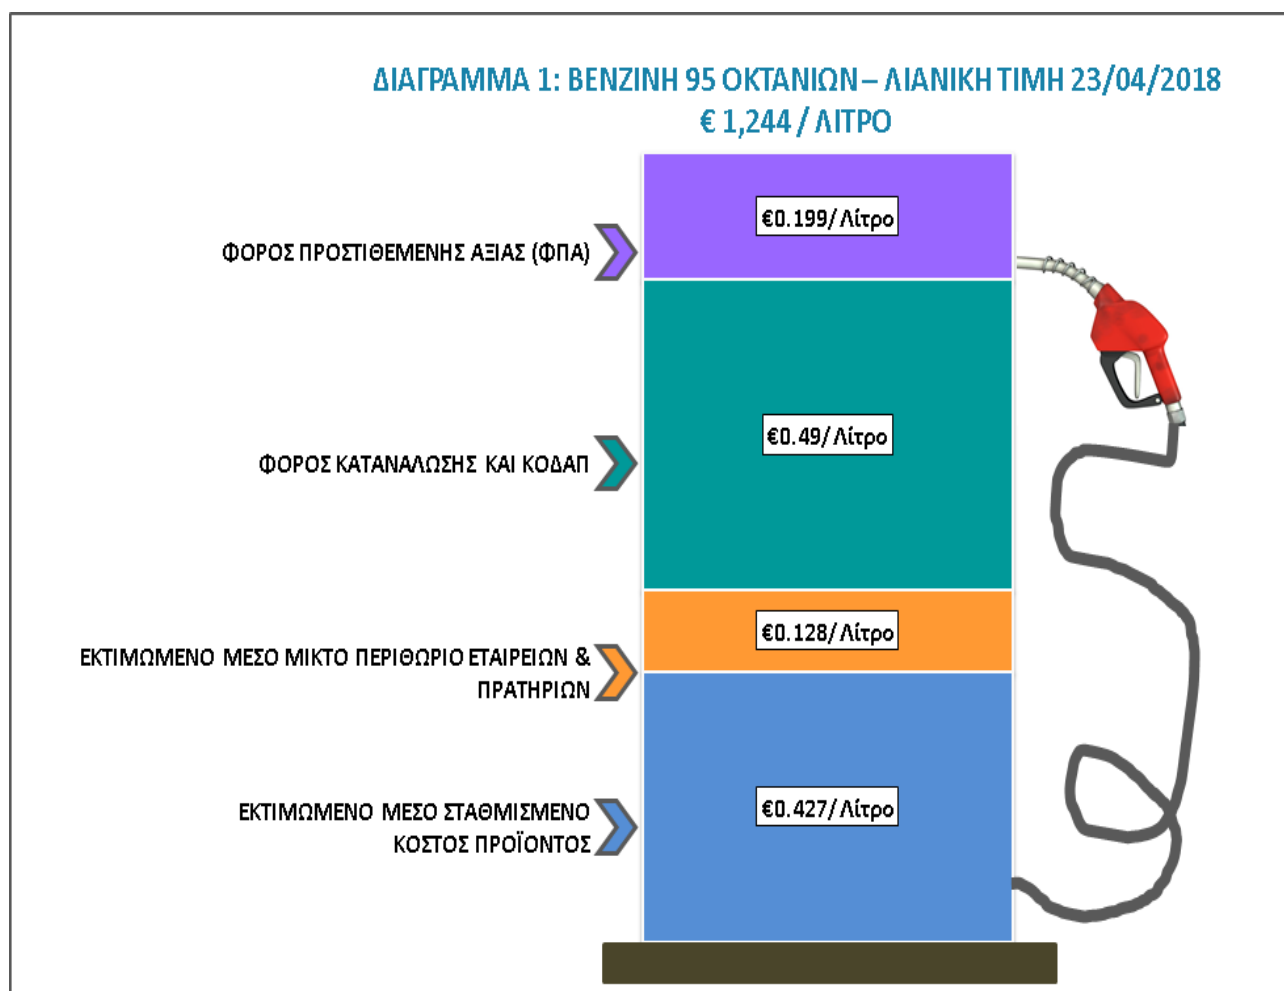 ΔΙΑΓΡΑΜΜΑ 1: ΒΕΝΖΙΝΗ 95 ΟΚΤΑΝΙΩΝ – ΛΙΑΝΙΚΗ ΤΙΜΗ 23/04/2018
€ 1,244 / ΛΙΤΡΟ
€0.199/ Λίτρο
ΦΟΡΟΣ ΠΡΟΣΤΙΘΕΜΕΝΗΣ ΑΞΙΑΣ (ΦΠΑ)
€0.49/ Λίτρο
ΦΟΡΟΣ ΚΑΤΑΝΑΛΩΣΗΣ ΚΑΙ ΚΟΔΑΠ
€0.128/ Λίτρο
ΕΚΤΙΜΩΜΕΝΟ ΜΕΣΟ ΜΙΚΤΟ ΠΕΡΙΘΩΡΙΟ ΕΤΑΙΡΕΙΩΝ &
ΠΡΑΤΗΡΙΩΝ
€0.427/ Λίτρο
ΕΚΤΙΜΩΜΕΝΟ ΜΕΣΟ ΣΤΑΘΜΙΣΜΕΝΟ
ΚΟΣΤΟΣ ΠΡΟΪΟΝΤΟΣ